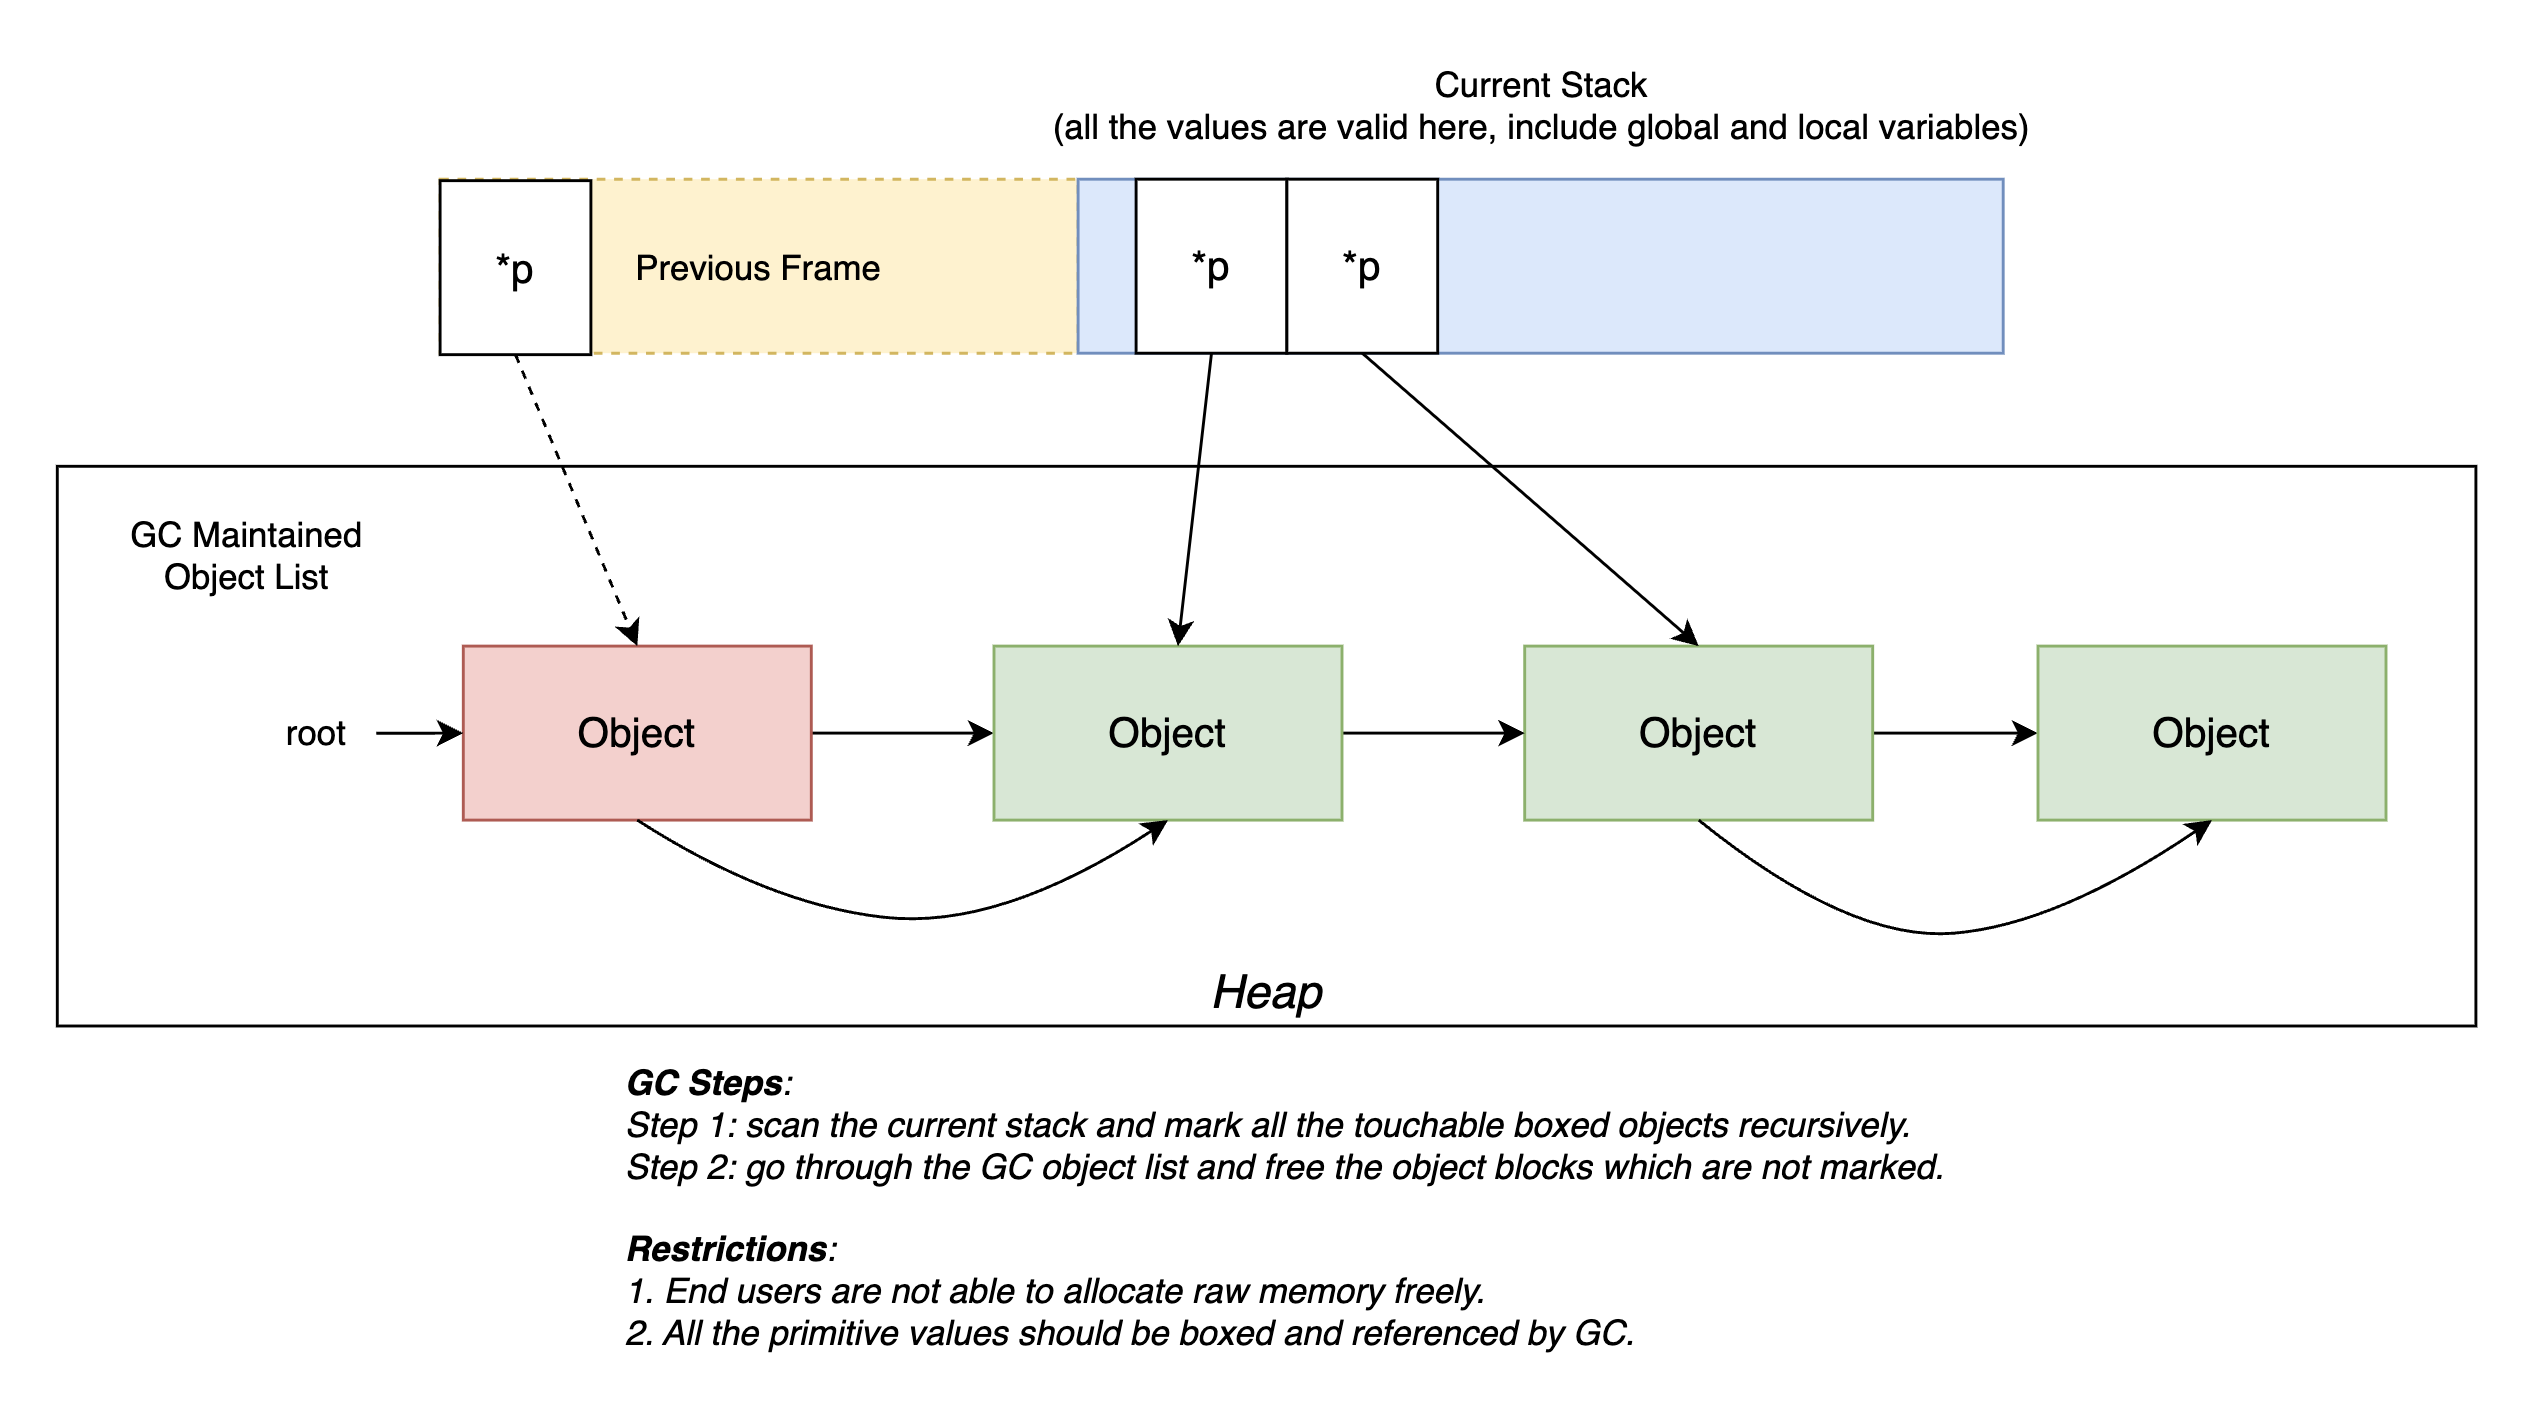 Current Stack
(all the values are valid here, include global and local variables)
*p
Previous Frame
*p
*p
GC Maintained
Object List
root
Object
Object
Object
Object
Heap
GC Steps:
Step 1: scan the current stack and mark all the touchable boxed objects recursively.
Step 2: go through the GC object list and free the object blocks which are not marked.
Restrictions:
1. End users are not able to allocate raw memory freely.
2. All the primitive values should be boxed and referenced by GC.